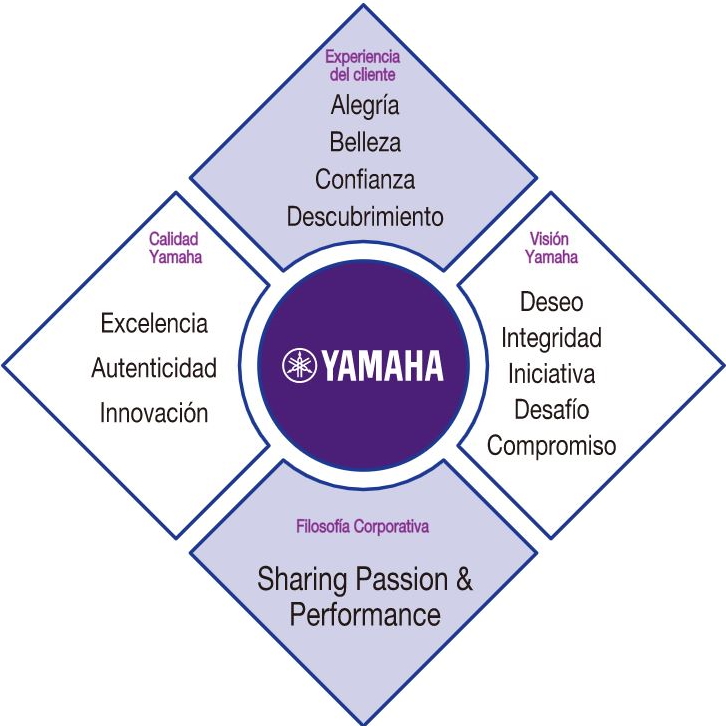 Experiencia
del cliente
Alegría
Belleza
Confianza
Descubrimiento
Calidad
Yamaha
Excelencia
Autenticidad
Innovación
YAMAHA
Visión
Yamaha
Deseo
Integridad
Iniciativa
Desafío
Compromiso
Filosofía Corporativa
Sharing Passion &
Performance